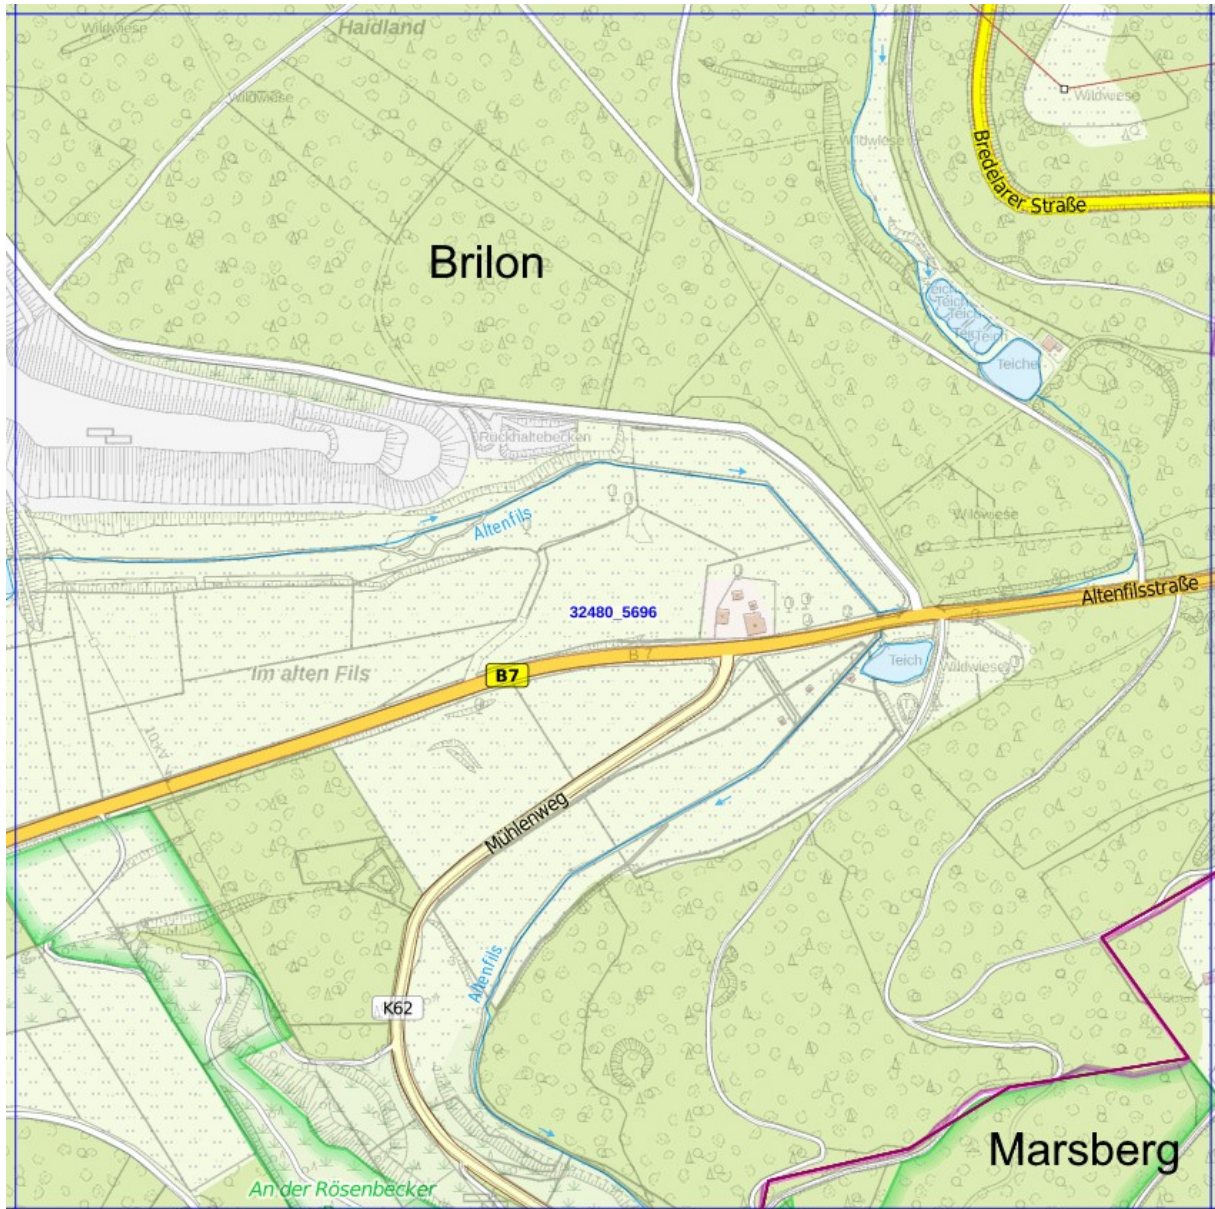 Wildwiese
Haidland
Wildwiese
Wildwiese
Wildwiese
Bredelarer Straße
Brilon
Teich
Teich
Teich
Teich
Teiche
Rückhaltebecken
Altenfils
Wildwiese
Altenfilsstraße
32480_5696
B 7
Im alten Fils
B7
Teich
Wildwiese
10-KV
Mühlenweg
Altenfils
K62
Marsberg
An der Rösenbecker